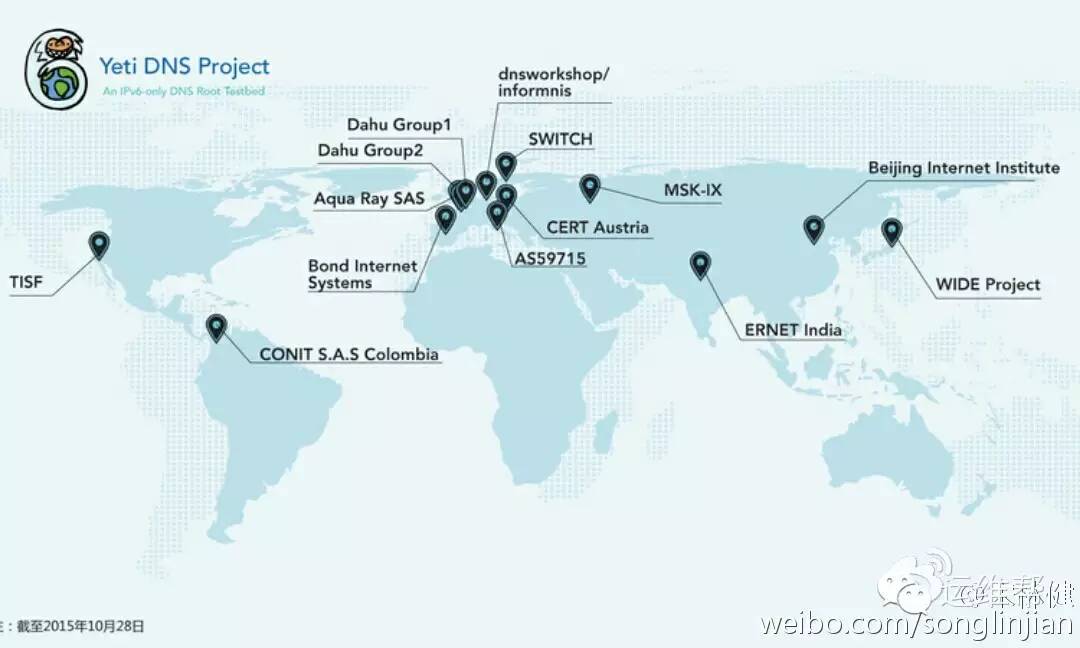 Yeti DNS Project
An IPv6-only DNS Root Testbed
dnsworkshop/
informnis
Dahu Group1
SWITCH
Dahu Group2
Beijing Internet Institute
MSK-IX
Aqua Ray SAS
CERT Austria
AS59715
Bond Internet
Systems
TISF
WIDE Project
ERNET India
CONIT S.A.S Colombia
运维帮
：截至2015年10月28日
weibo.com/songlinjian